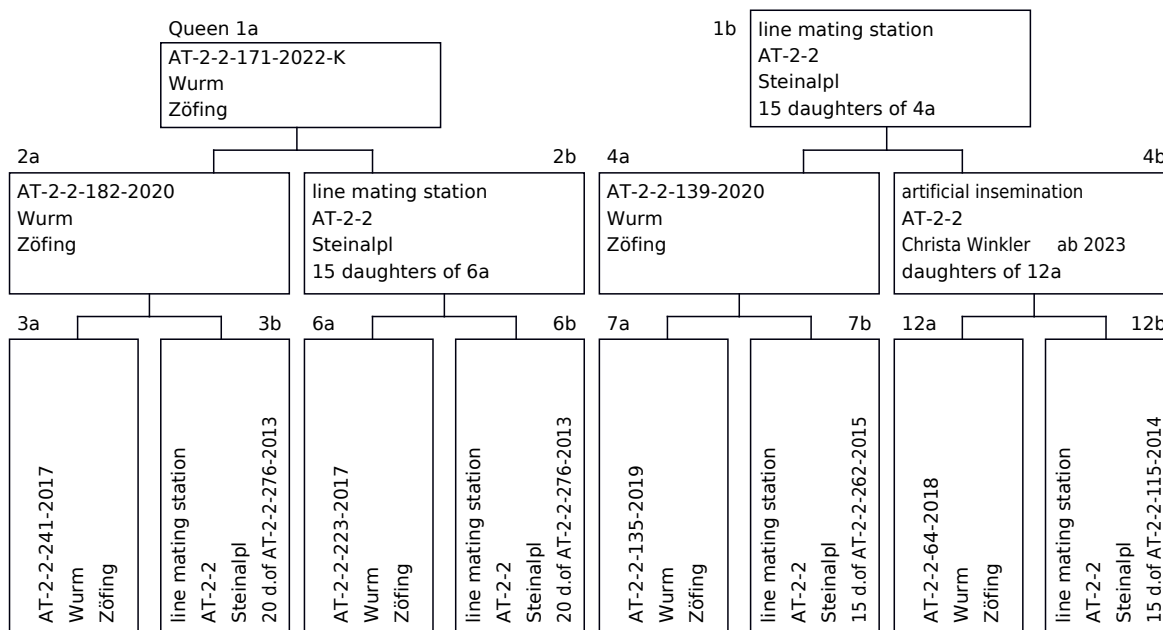 Queen 1a
AT-2-2-171-2022-K
Wurm
Zöfing
1b
line mating station
AT-2-2
Steinalpl
15 daughters of 4a
2a
AT-2-2-182-2020
Wurm
Zöfing
2b
line mating station
AT-2-2
Steinalpl
15 daughters of 6a
4a
AT-2-2-139-2020
Wurm
Zöfing
4b
artificial insemination
AT-2-2
Christa Winkler ab 2023
daughters of 12a
3a
AT-2-2-241-2017
Wurm
Zöfing
3b
line mating station
AT-2-2
Steinalpl
20 d.of AT-2-2-276-2013
6a
AT-2-2-223-2017
Wurm
Zöfing
6b
line mating station
AT-2-2
Steinalpl
20 d.of AT-2-2-276-2013
7a
AT-2-2-135-2019
Wurm
Zöfing
7b
line mating station
AT-2-2
Steinalpl
15 d.of AT-2-2-262-2015
12a
AT-2-2-64-2018
Wurm
Zöfing
12b
line mating station
AT-2-2
Steinalpl
15 d.of AT-2-2-115-2014